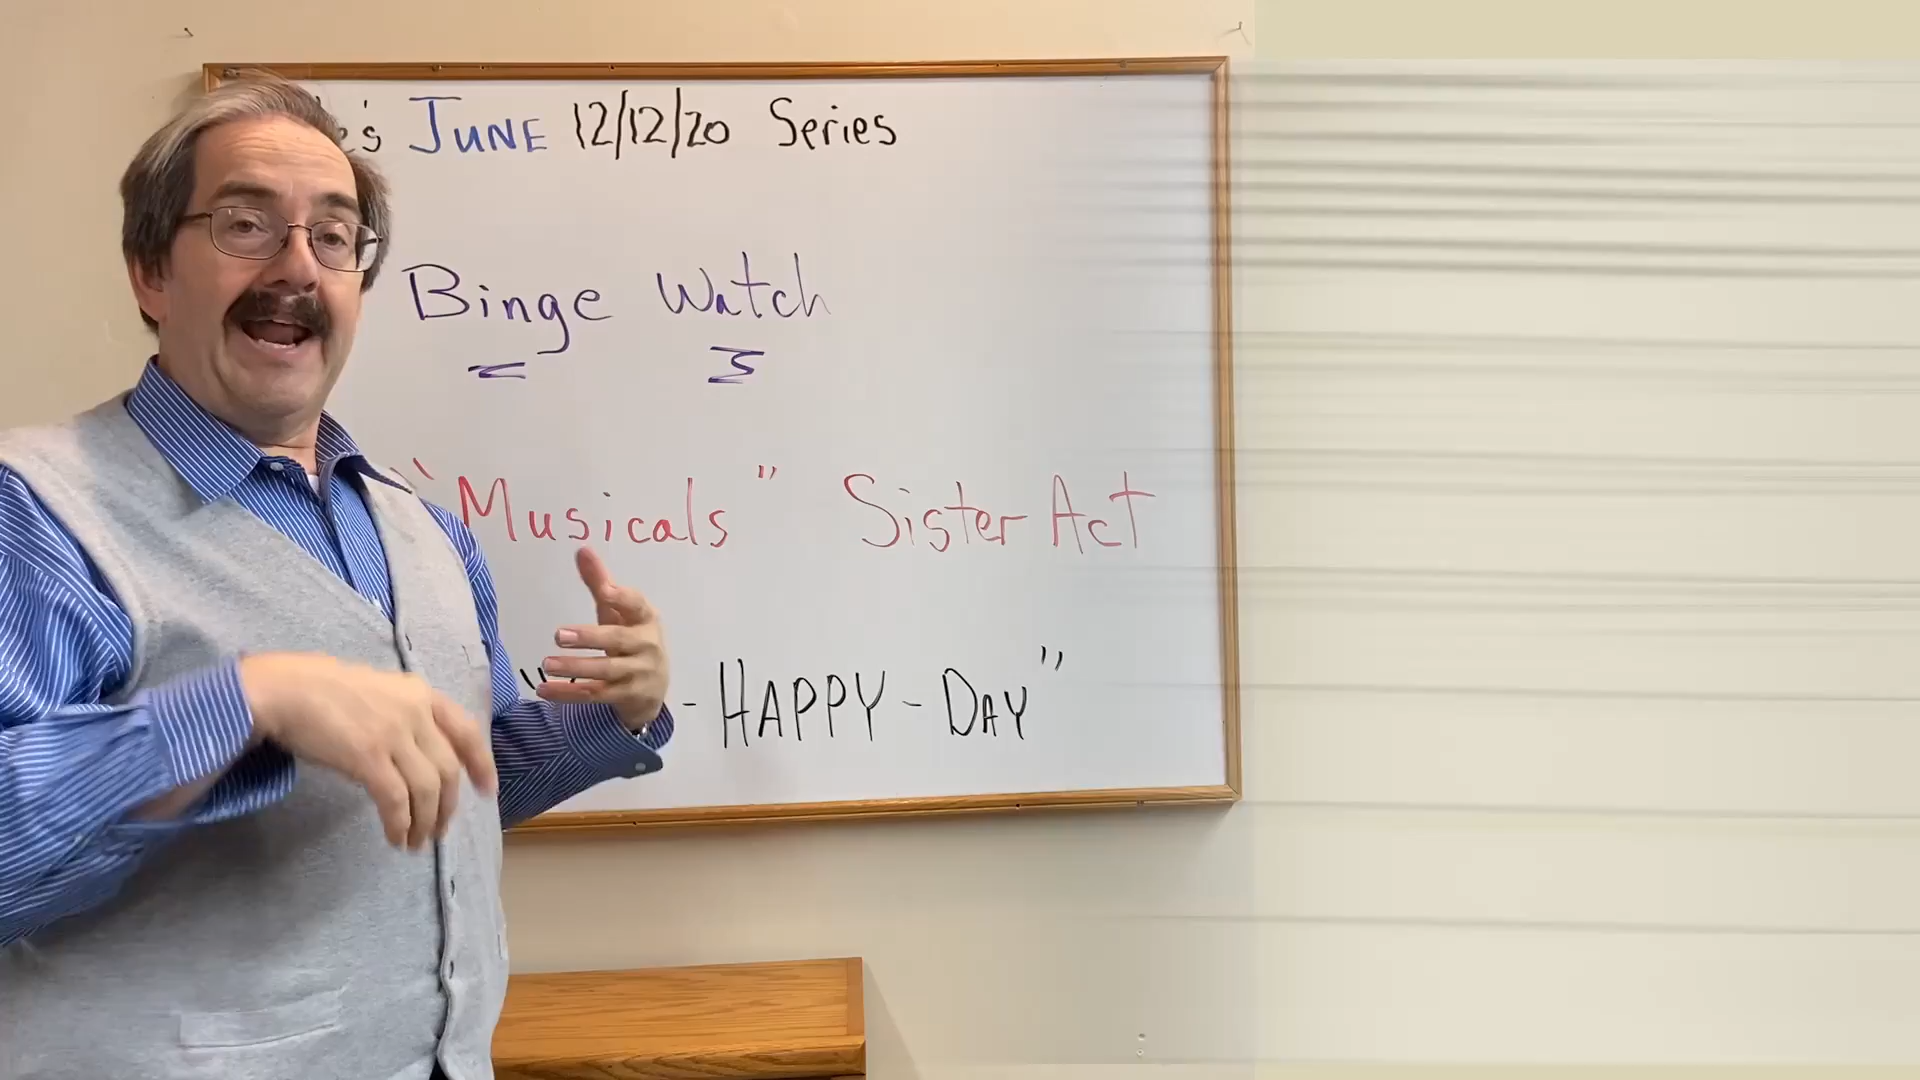 JUNE 12/12/20 Series
Binge Watch
"Musicals" Sister Act
- HAPPY - DAY"